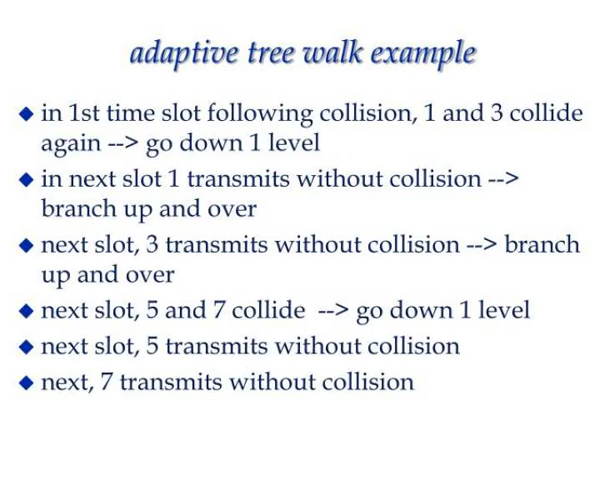 adaptive tree walk example
◆ in 1st time slot following collision, 1 and 3 collide
again --> go down 1 level
◆ in next slot 1 transmits without collision -->
branch up and over
◆ next slot, 3 transmits without collision --> branch
up and over
◆ next slot, 5 and 7 collide --> go down 1 level
◆ next slot, 5 transmits without collision
◆ next, 7 transmits without collision